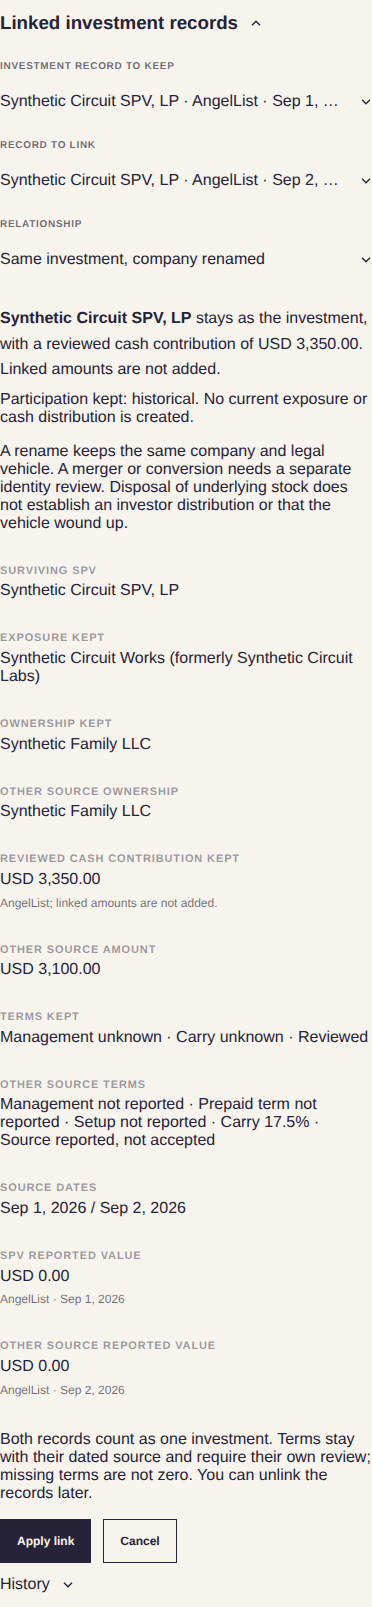 Linked investment records
INVESTMENT RECORD TO KEEP
Synthetic Circuit SPV, LP · AngelList · Sep 1, …
RECORD TO LINK
Synthetic Circuit SPV, LP · AngelList · Sep 2, …
RELATIONSHIP
Same investment, company renamed
Synthetic Circuit SPV, LP stays as the investment,
with a reviewed cash contribution of USD 3,350.00.
Linked amounts are not added.
Participation kept: historical. No current exposure or
cash distribution is created.
A rename keeps the same company and legal
vehicle. A merger or conversion needs a separate
identity review. Disposal of underlying stock does
not establish an investor distribution or that the
vehicle wound up.
SURVIVING SPV
Synthetic Circuit SPV, LP
EXPOSURE KEPT
Synthetic Circuit Works (formerly Synthetic Circuit
Labs)
OWNERSHIP KEPT
Synthetic Family LLC
OTHER SOURCE OWNERSHIP
Synthetic Family LLC
REVIEWED CASH CONTRIBUTION KEPT
USD 3,350.00
AngelList; linked amounts are not added.
OTHER SOURCE AMOUNT
USD 3,100.00
TERMS KEPT
Management unknown · Carry unknown · Reviewed
OTHER SOURCE TERMS
Management not reported · Prepaid term not
reported · Setup not reported · Carry 17.5% ·
Source reported, not accepted
SOURCE DATES
Sep 1, 2026 / Sep 2, 2026
SPV REPORTED VALUE
USD 0.00
AngelList · Sep 1, 2026
OTHER SOURCE REPORTED VALUE
USD 0.00
AngelList · Sep 2, 2026
Both records count as one investment. Terms stay
with their dated source and require their own review;
missing terms are not zero. You can unlink the
records later.
Apply link
Cancel
History